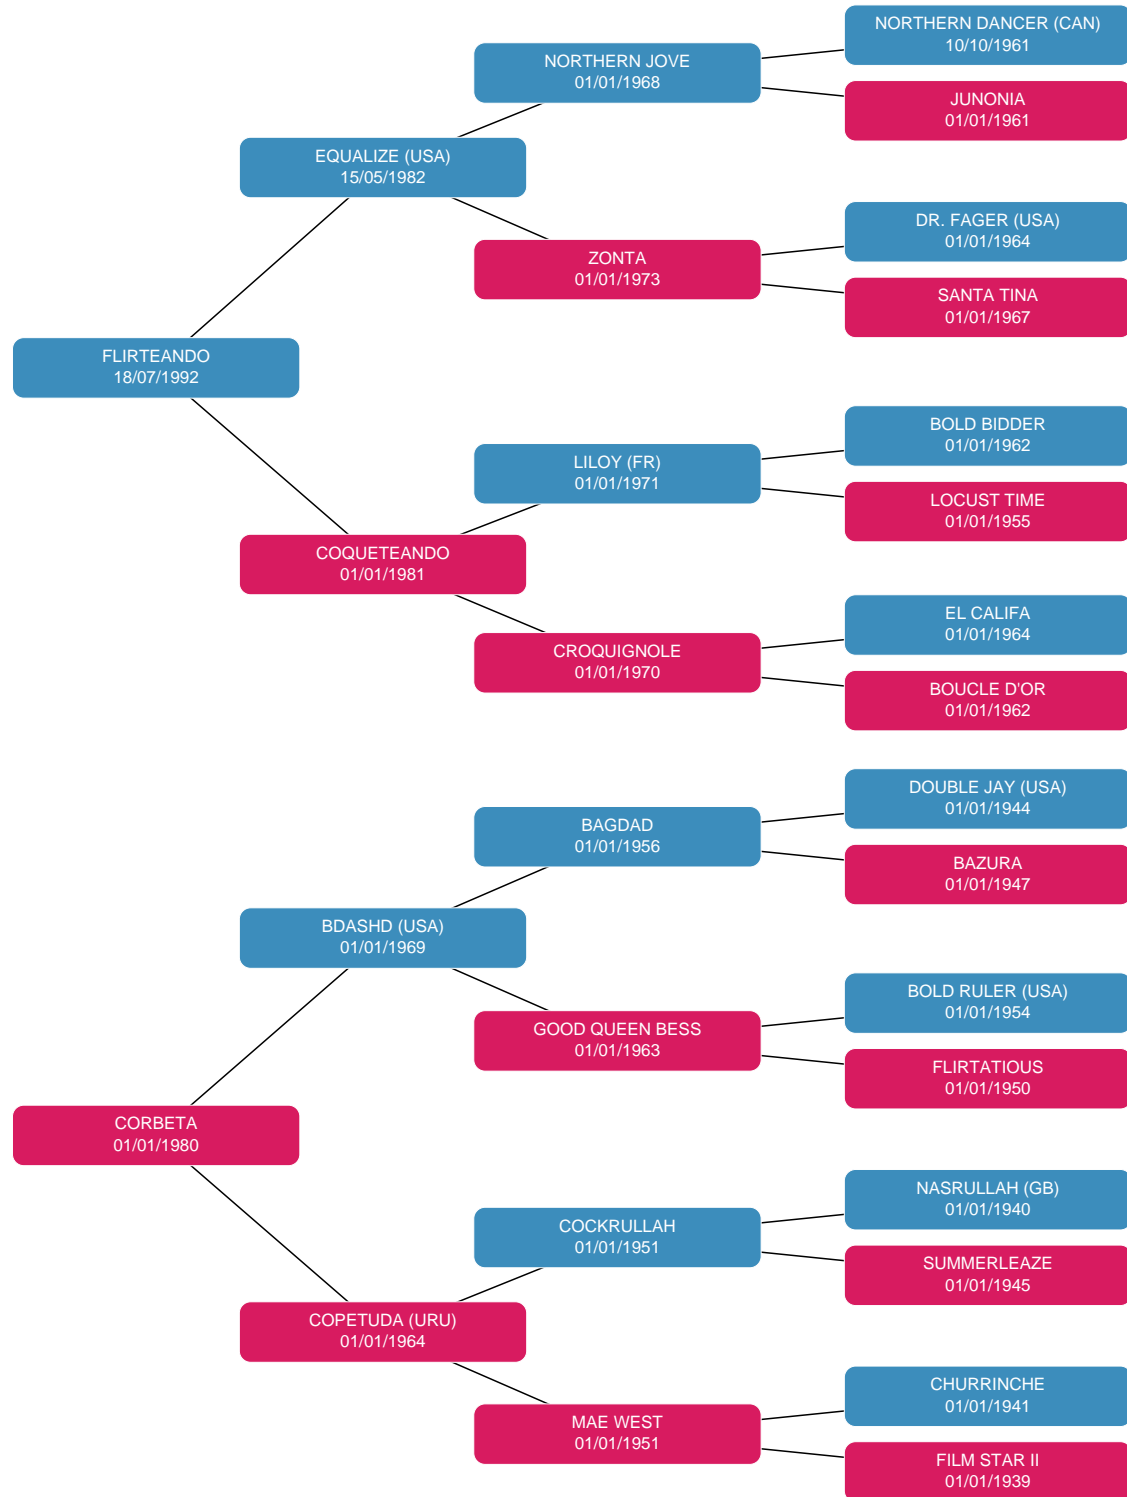 NORTHERN DANCER (CAN)
10/10/1961
NORTHERN JOVE
01/01/1968
JUNONIA
01/01/1961
EQUALIZE (USA)
15/05/1982
DR. FAGER (USA)
01/01/1964
ZONTA
01/01/1973
SANTA TINA
01/01/1967
FLIRTEANDO
18/07/1992
BOLD BIDDER
01/01/1962
LILOY (FR)
01/01/1971
LOCUST TIME
01/01/1955
COQUETEANDO
01/01/1981
EL CALIFA
01/01/1964
CROQUIGNOLE
01/01/1970
BOUCLE D'OR
01/01/1962
DOUBLE JAY (USA)
01/01/1944
BAGDAD
01/01/1956
BAZURA
01/01/1947
BDASHD (USA)
01/01/1969
BOLD RULER (USA)
01/01/1954
GOOD QUEEN BESS
01/01/1963
FLIRTATIOUS
01/01/1950
CORBETA
01/01/1980
NASRULLAH (GB)
01/01/1940
COCKRULLAH
01/01/1951
SUMMERLEAZE
01/01/1945
COPETUDA (URU)
01/01/1964
CHURRINCHE
01/01/1941
MAE WEST
01/01/1951
FILM STAR II
01/01/1939